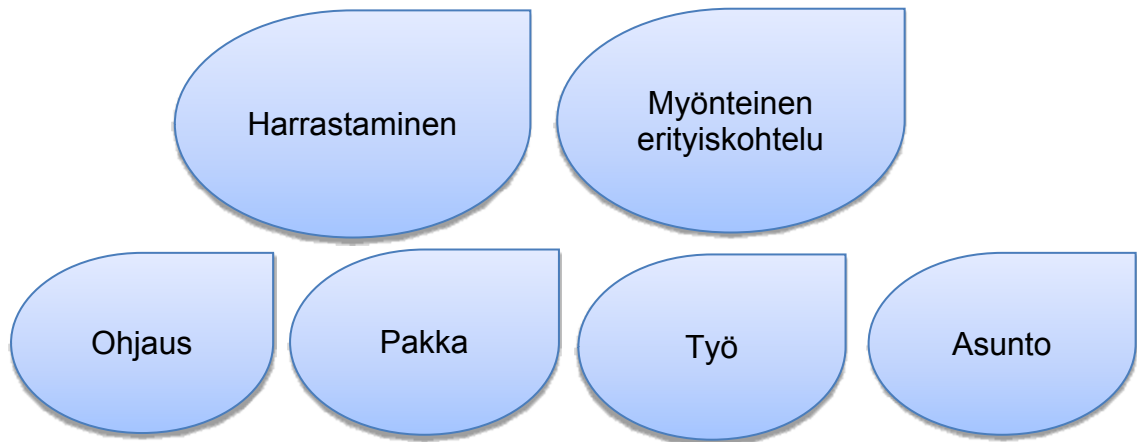 Harrastaminen
Myönteinen
erityiskohtelu
Ohjaus
Pakka
Työ
Asunto